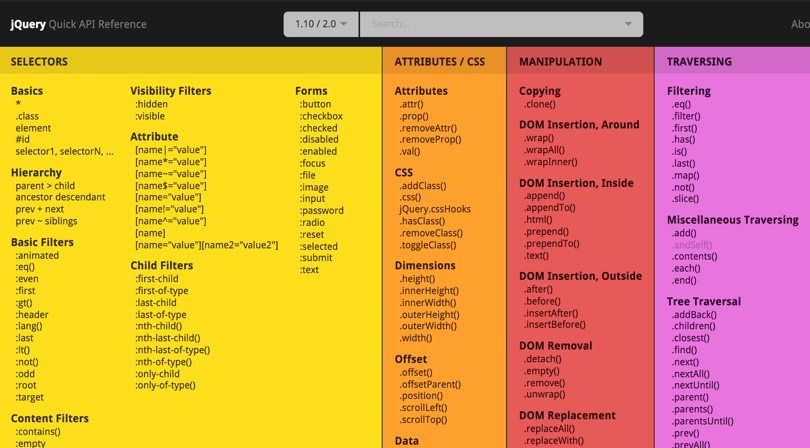 jQuery Quick API Reference
1.10 / 2.0
Search...
SELECTORS
Basics
*
.class
element
#id
selector1, selectorN, ...
Hierarchy
parent > child
ancestor descendant
prev + next
prev ~ siblings
Basic Filters
:animated
:eq()
:even
:first
:gt()
:header
:lang()
:last
:lt()
:not()
:odd
:root
:target
Content Filters
:contains()
:empty
Visibility Filters
:hidden
:visible
Attribute
[name|="value"]
[name*="value"]
[name~="value"]
[name$="value"]
[name="value"]
[name!="value"]
[name^="value"]
[name]
[name="value"][name2="value2"]
Child Filters
:first-child
:first-of-type
:last-child
:last-of-type
:nth-child()
:nth-last-child()
:nth-last-of-type()
:nth-of-type()
:only-child
:only-of-type()
Forms
:button
:checkbox
:checked
:disabled
:enabled
:focus
:file
:image
:input
:password
:radio
:reset
:selected
:submit
:text
ATTRIBUTES / CSS
Attributes
.attr()
.prop()
.removeAttr()
.removeProp()
.val()
CSS
.addClass()
.css()
jQuery.cssHooks
.hasClass()
.removeClass()
.toggleClass()
Dimensions
.height()
.innerHeight()
.innerWidth()
.outerHeight()
.outerWidth()
.width()
Offset
.offset()
.offsetParent()
.position()
.scrollLeft()
.scrollTop()
Data
MANIPULATION
Copying
.clone()
DOM Insertion, Around
.wrap()
.wrapAll()
.wrapInner()
DOM Insertion, Inside
.append()
.appendTo()
.html()
.prepend()
.prependTo()
.text()
DOM Insertion, Outside
.after()
.before()
.insertAfter()
.insertBefore()
DOM Removal
.detach()
.empty()
.remove()
.unwrap()
DOM Replacement
.replaceAll()
.replaceWith()
TRAVERSING
Filtering
.eq()
.filter()
.first()
.has()
.is()
.last()
.map()
.not()
.slice()
Miscellaneous Traversing
.add()
.andSelf()
.contents()
.each()
.end()
Tree Traversal
.addBack()
.children()
.closest()
.find()
.next()
.nextAll()
.nextUntil()
.parent()
.parents()
.parentsUntil()
.prev()
.prevAll()